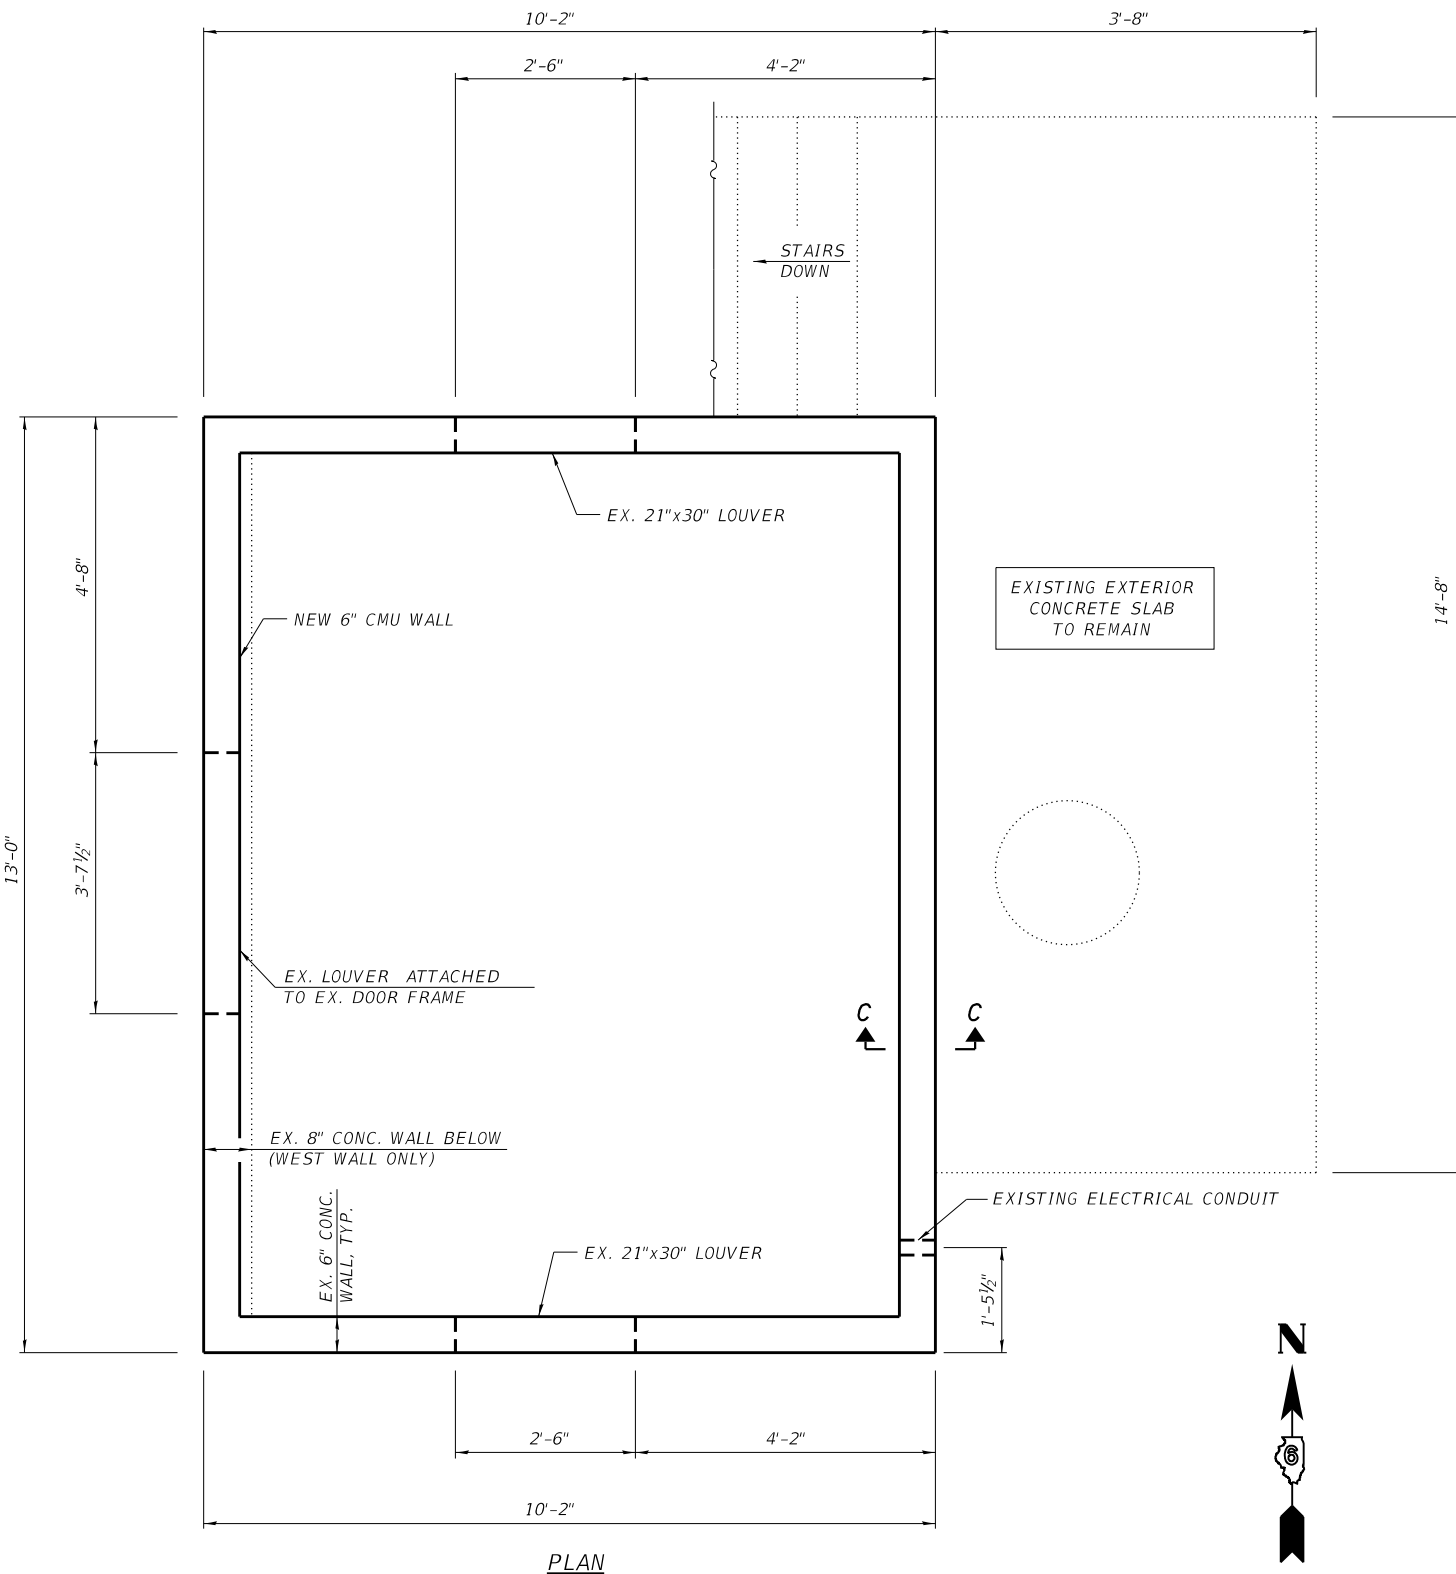 10'-2"
3'-8"
2'-6"
4'-2"
STAIRS
DOWN
EX. 21"x30" LOUVER
4'-8"
14'-8"
EXISTING EXTERIOR
CONCRETE SLAB
TO REMAIN
NEW 6" CMU WALL
13'-0"
3'-7½"
EX. LOUVER ATTACHED
TO EX. DOOR FRAME
C
C
EX. 8" CONC. WALL BELOW
(WEST WALL ONLY)
EX. 6" CONC.
WALL, TYP.
EXISTING ELECTRICAL CONDUIT
EX. 21"x30" LOUVER
1'-5½"
N
6
2'-6"
4'-2"
10'-2"
PLAN